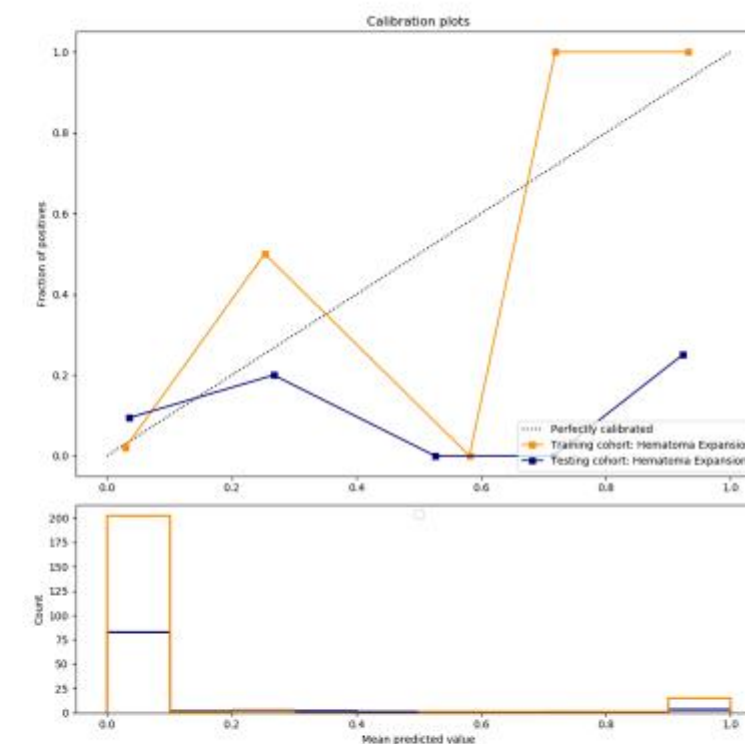 Calibration plots
1.0
0.8
0.6
0.4
0.2
0.0
Fraction of positives
Perfectly calibrated
Training cohort: Hematoma Expansion
Testing cohort: Hematoma Expansion
0.0 0.2 0.4 0.6 0.8 1.0
200
175
150
125
100
75
50
25
0
Count
0.0 0.2 0.4 0.6 0.8 1.0
Mean predicted value